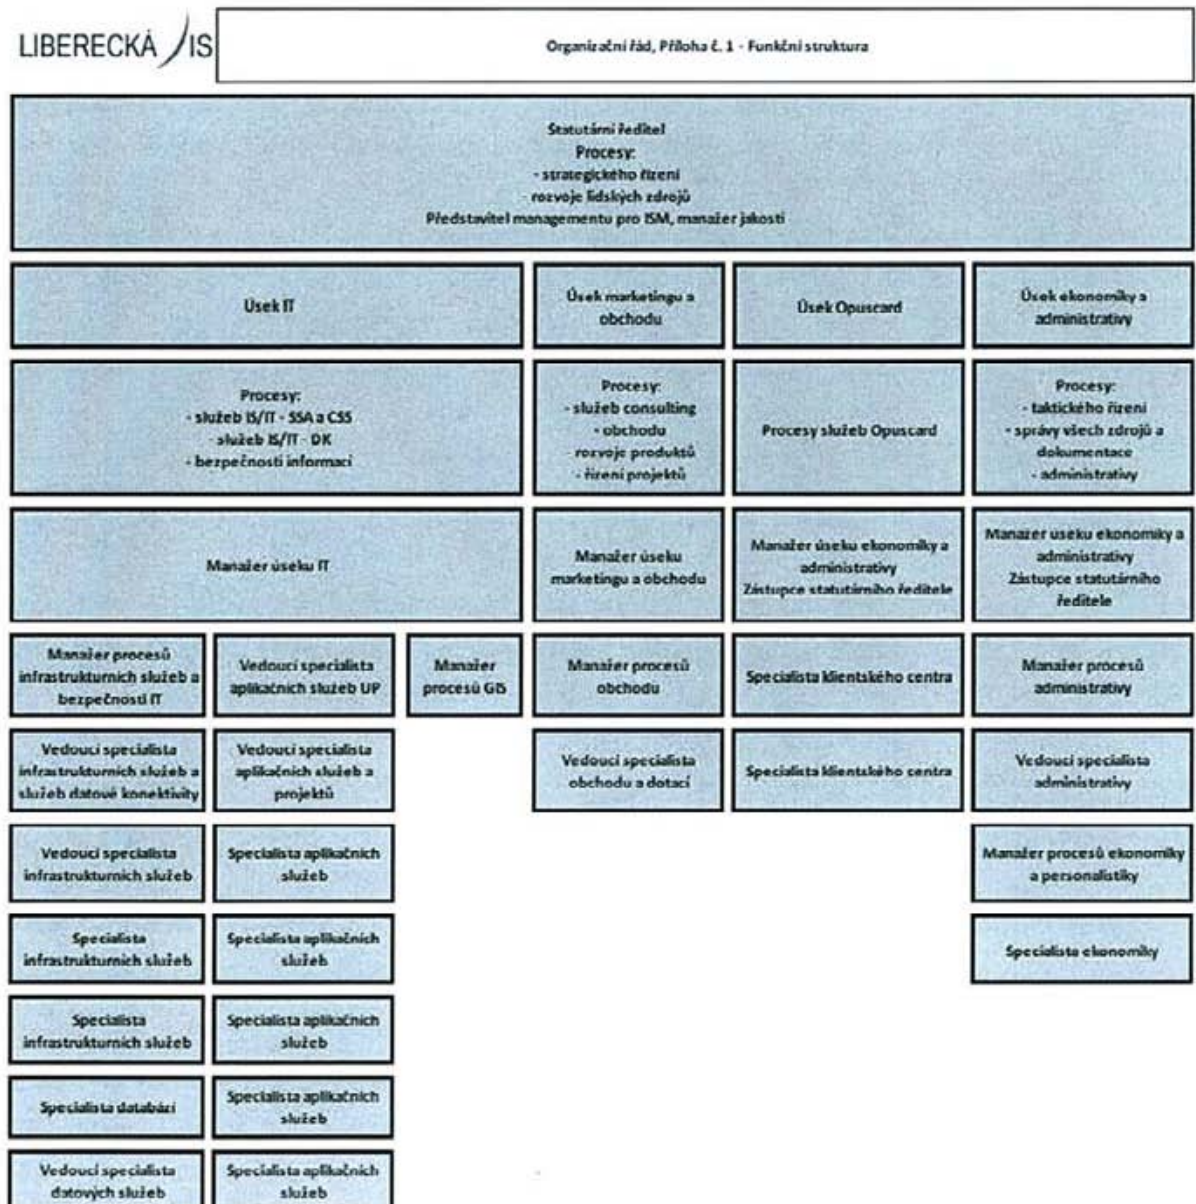 LIBERECKÁ IS
Organizační řád, Příloha č. 1 - Funkční struktura
Statutární ředitel
Procesy:
- strategického řízení
- rozvoje lidských zdrojů
Představitel managementu pro ISM, manažer jakosti
Úsek IT
Úsek marketingu a
obchodu
Úsek Opuscard
Úsek ekonomiky a
administrativy
Procesy:
- služeb IS/IT - SSA a CSS
- služeb IS/IT - DK
- bezpečnosti informací
Procesy:
- služeb consulting
- obchodu
- rozvoje produktů
- řízení projektů
Procesy služeb Opuscard
Procesy:
- taktického řízení
- správy všech zdrojů a
dokumentace
- administrativy
Manažer úseku IT
Manažer úseku
marketingu a obchodu
Manažer úseku ekonomiky a
administrativy
Zástupce statutárního ředitele
Manažer úseku ekonomiky a
administrativy
Zástupce statutárního
ředitele
Manažer procesů
infrastrukturních služeb a
bezpečnosti IT
Vedoucí specialista
aplikačních služeb UP
Manažer
procesů GIS
Manažer procesů
obchodu
Specialista klientského centra
Manažer procesů
administrativy
Vedoucí specialista
infrastrukturních služeb a
služeb datové konektivity
Vedoucí specialista
aplikačních služeb a
projektů
Vedoucí specialista
obchodu a dotací
Specialista klientského centra
Vedoucí specialista
administrativy
Vedoucí specialista
infrastrukturních služeb
Specialista aplikačních
služeb
Manažer procesů ekonomiky
a personalistiky
Specialista
infrastrukturních služeb
Specialista aplikačních
služeb
Specialista ekonomiky
Specialista
infrastrukturních služeb
Specialista aplikačních
služeb
Specialista databází
Specialista aplikačních
služeb
Vedoucí specialista
datových služeb
Specialista aplikačních
služeb